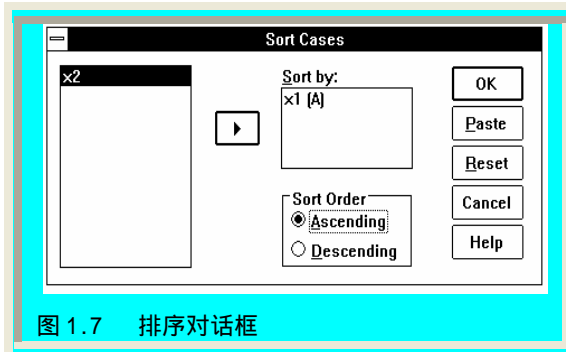 Sort Cases
x2
Sort by:
x1 (A)
Sort Order
Ascending
Descending
OK
Paste
Reset
Cancel
Help
图 1.7 排序对话框